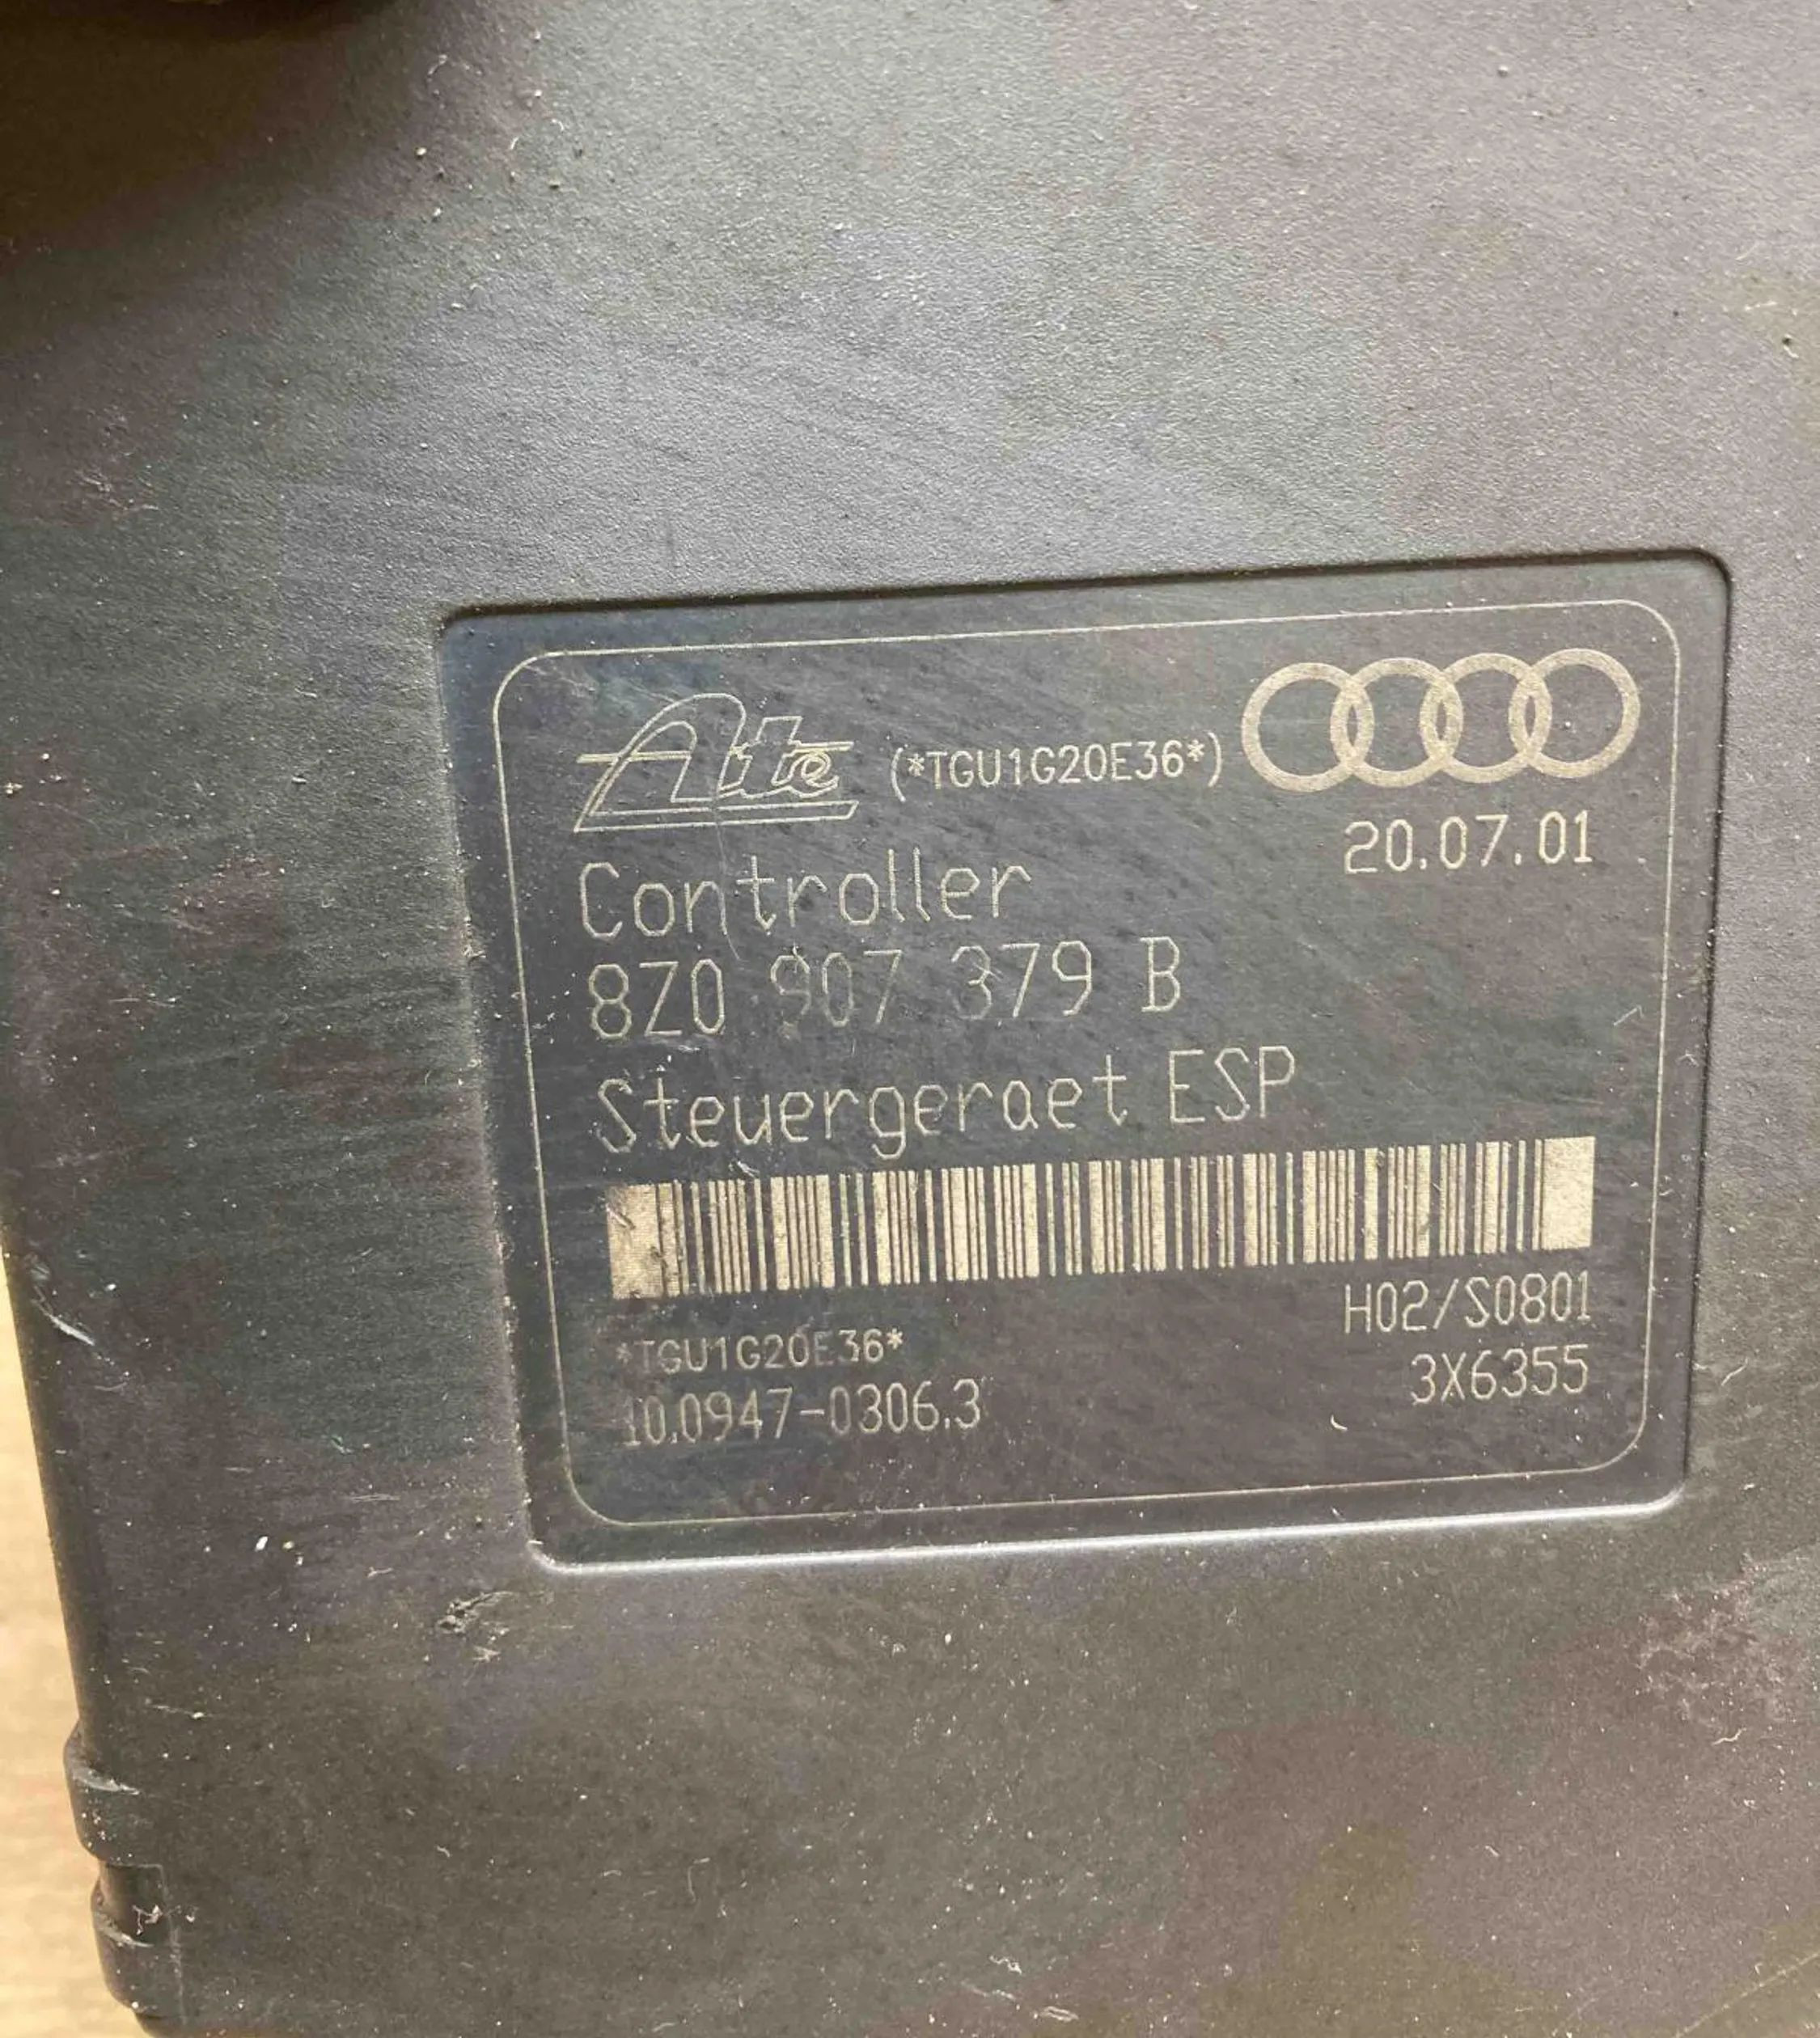 Ate (*TGU1G20E36*)
20.07.01
Controller
8Z0 907 379 B
Steuergeraet ESP
H02/S0801
*TGU1G20E36*
3X6355
10.0947-0306.3